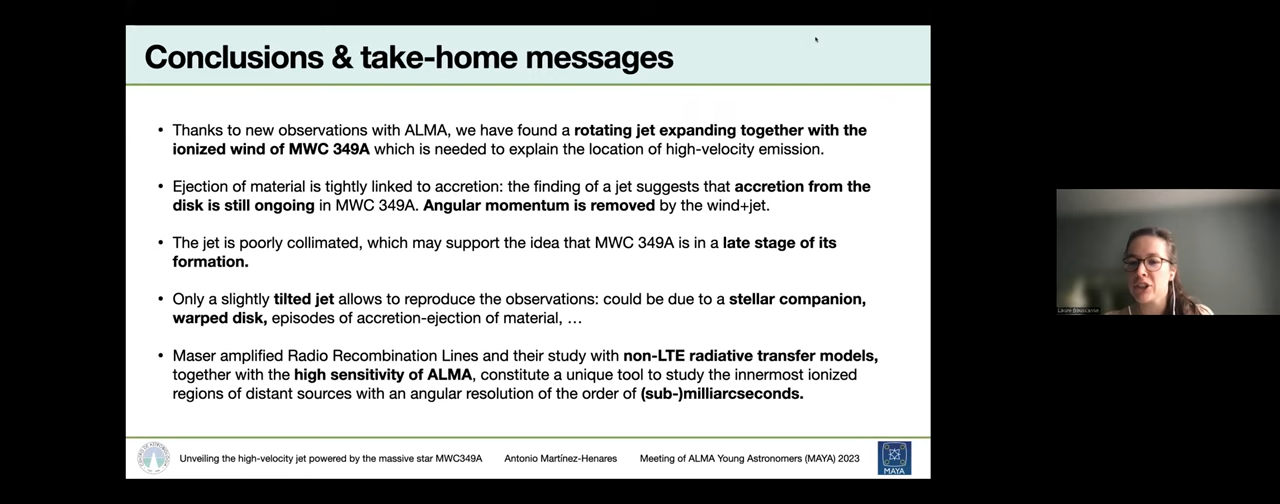 Conclusions & take-home messages
• Thanks to new observations with ALMA, we have found a rotating jet expanding together with the
ionized wind of MWC 349A which is needed to explain the location of high-velocity emission.
• Ejection of material is tightly linked to accretion: the finding of a jet suggests that accretion from the
disk is still ongoing in MWC 349A. Angular momentum is removed by the wind+jet.
• The jet is poorly collimated, which may support the idea that MWC 349A is in a late stage of its
formation.
• Only a slightly tilted jet allows to reproduce the observations: could be due to a stellar companion,
warped disk, episodes of accretion-ejection of material, …
• Maser amplified Radio Recombination Lines and their study with non-LTE radiative transfer models,
together with the high sensitivity of ALMA, constitute a unique tool to study the innermost ionized
regions of distant sources with an angular resolution of the order of (sub-)milliarcseconds.
Unveiling the high-velocity jet powered by the massive star MWC349A Antonio Martínez-Henares Meeting of ALMA Young Astronomers (MAYA) 2023
MAYA